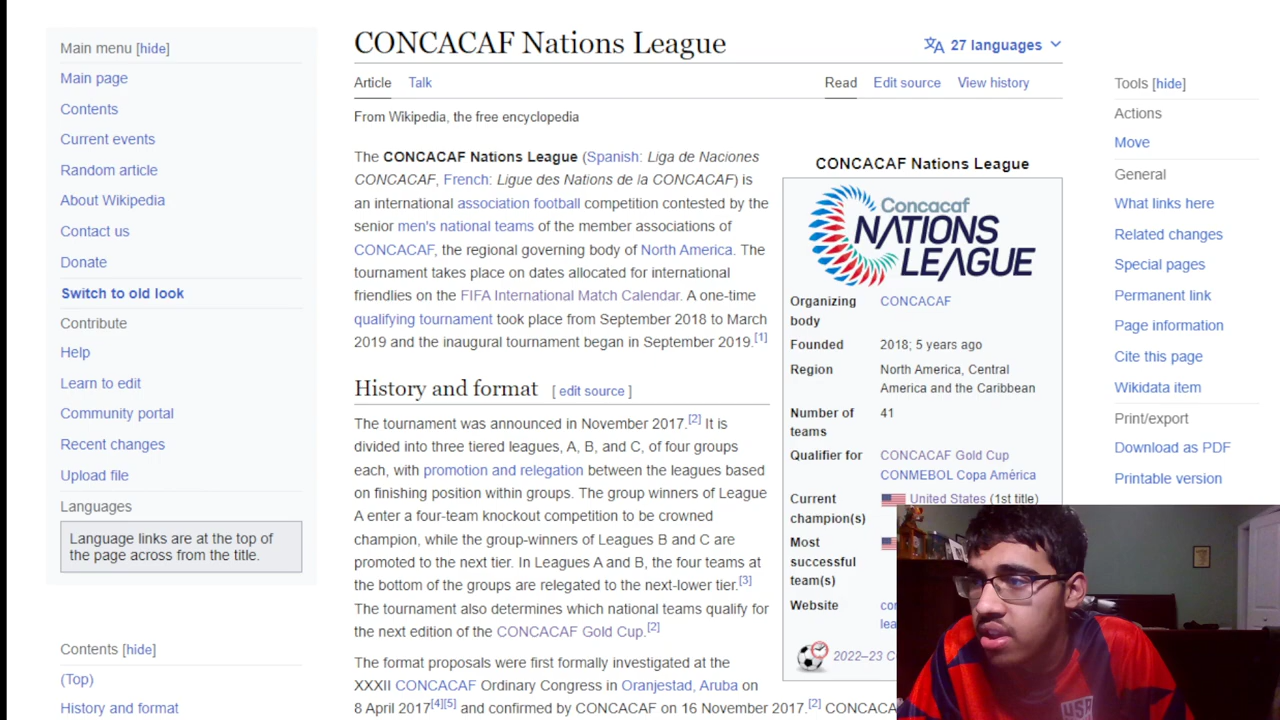 Main menu [hide]
Main page
Contents
Current events
Random article
About Wikipedia
Contact us
Donate
Switch to old look
Contribute
Help
Learn to edit
Community portal
Recent changes
Upload file
Languages
Language links are at the top of
the page across from the title.
Contents [hide]
(Top)
History and format
CONCACAF Nations League
27 languages
Article Talk
Read Edit source View history
From Wikipedia, the free encyclopedia
The CONCACAF Nations League (Spanish: Liga de Naciones
CONCACAF, French: Ligue des Nations de la CONCACAF) is
an international association football competition contested by the
senior men's national teams of the member associations of
CONCACAF, the regional governing body of North America. The
tournament takes place on dates allocated for international
friendlies on the FIFA International Match Calendar. A one-time
qualifying tournament took place from September 2018 to March
2019 and the inaugural tournament began in September 2019.[1]
History and format [ edit source ]
The tournament was announced in November 2017.[2] It is
divided into three tiered leagues, A, B, and C, of four groups
each, with promotion and relegation between the leagues based
on finishing position within groups. The group winners of League
A enter a four-team knockout competition to be crowned
champion, while the group-winners of Leagues B and C are
promoted to the next tier. In Leagues A and B, the four teams at
the bottom of the groups are relegated to the next-lower tier.[3]
The tournament also determines which national teams qualify for
the next edition of the CONCACAF Gold Cup.[2]
The format proposals were first formally investigated at the
XXXII CONCACAF Ordinary Congress in Oranjestad, Aruba on
8 April 2017[4][5] and confirmed by CONCACAF on 16 November 2017.[2] CONCACA
CONCACAF Nations League
Concacaf
NATIONS
LEAGUE
Organizing body CONCACAF
Founded 2018; 5 years ago
Region North America, Central
America and the Caribbean
Number of teams 41
Qualifier for CONCACAF Gold Cup
CONMEBOL Copa América
Current champion(s) United States (1st title)
Most successful team(s)
Website co
lea
2022–23 C
Tools [hide]
Actions
Move
General
What links here
Related changes
Special pages
Permanent link
Page information
Cite this page
Wikidata item
Print/export
Download as PDF
Printable version